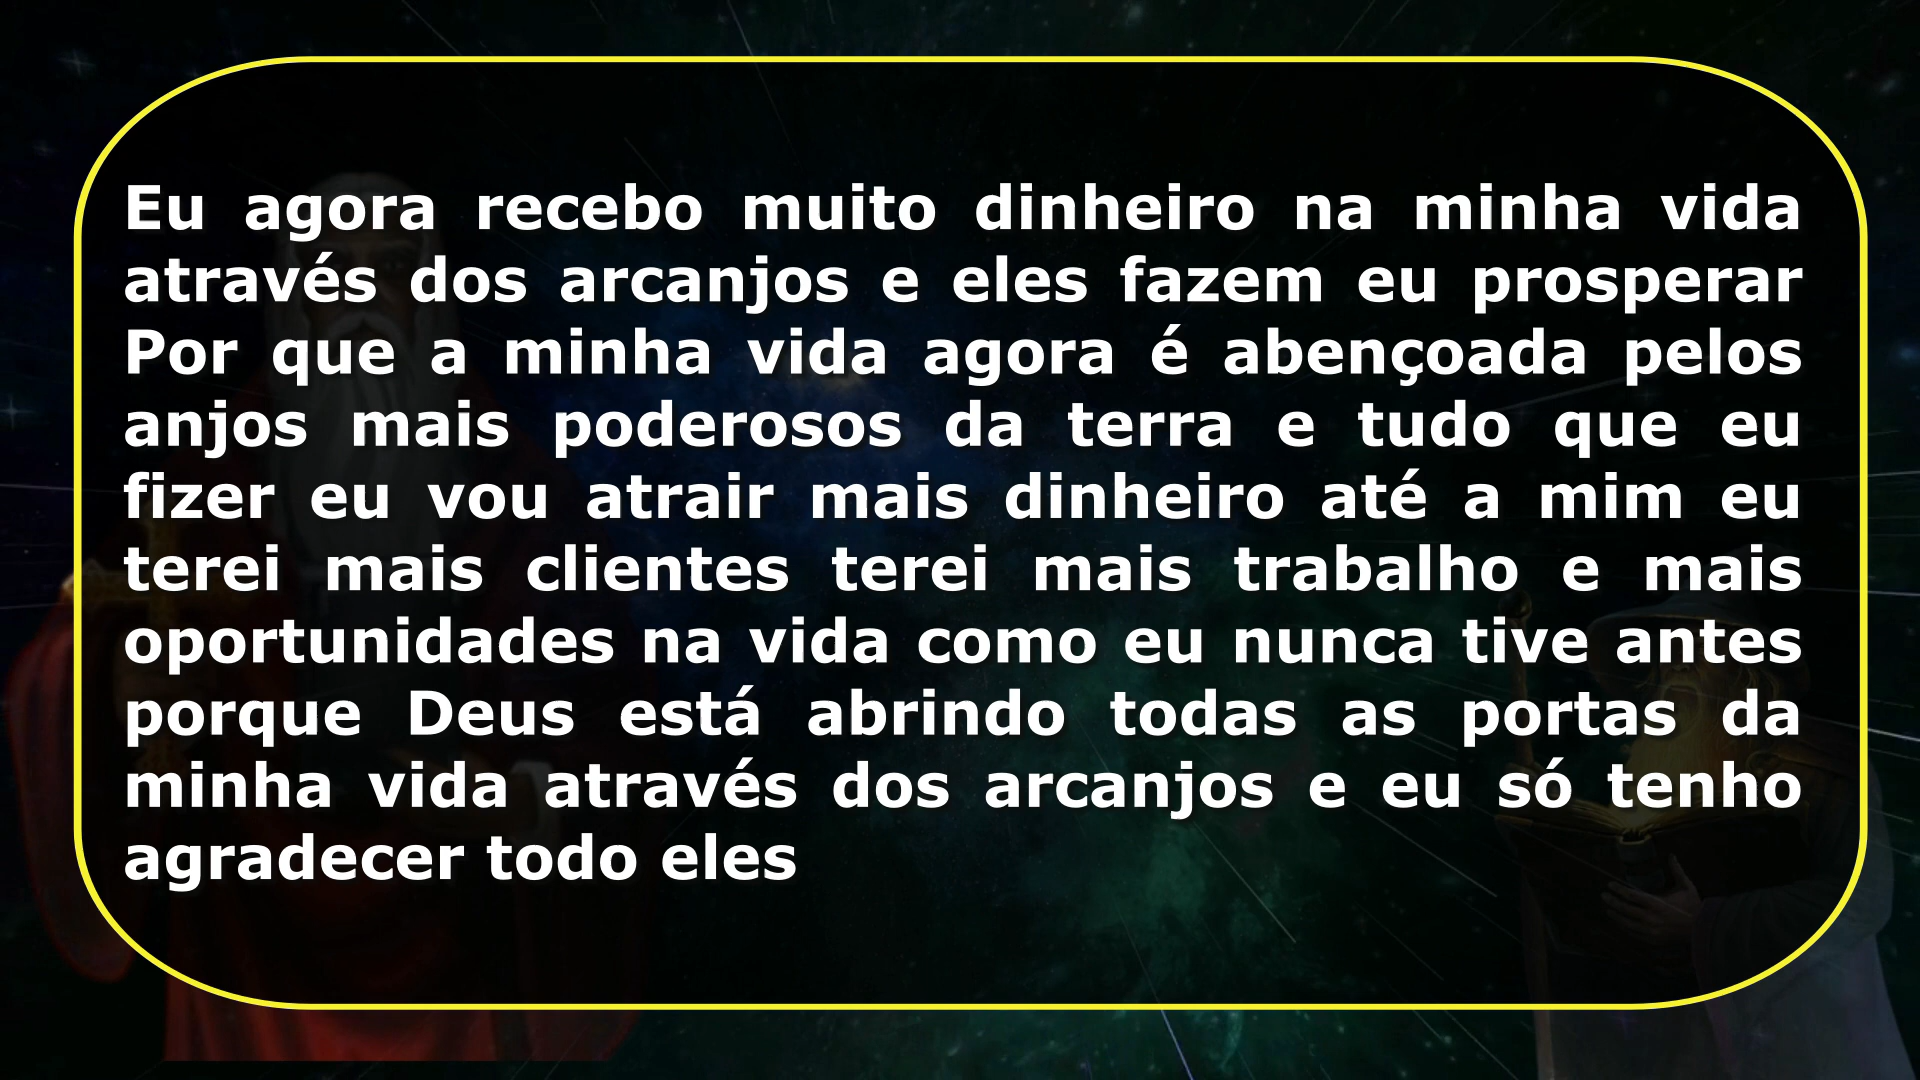 Eu agora recebo muito dinheiro na minha vida
através dos arcanjos e eles fazem eu prosperar
Por que a minha vida agora é abençoada pelos
anjos mais poderosos da terra e tudo que eu
fizer eu vou atrair mais dinheiro até a mim eu
terei mais clientes terei mais trabalho e mais
oportunidades na vida como eu nunca tive antes
porque Deus está abrindo todas as portas da
minha vida através dos arcanjos e eu só tenho
agradecer todo eles